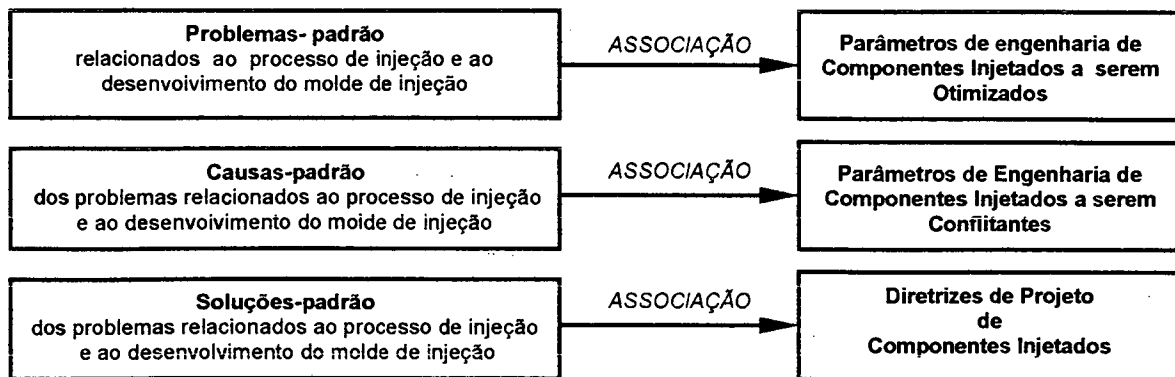 Problemas- padrão
relacionados ao processo de injeção e ao
desenvoivimento do molde de injeção
ASSOCIAÇÃO
Parâmetros de engenharia de
Componentes Injetados a serem
Otimizados
Causas-padrão
dos problemas relacionados ao processo de injeção
e ao desenvoivimento do moide de injeção
ASSOCIAÇÃO
Parâmetros de Engenharia de
Componentes Injetados a serem
Conflitantes
Soluções-padrão
dos problemas relacionados ao processo de injeção
e ao desenvolvimento do molde de injeção
ASSOCIAÇÃO
Diretrizes de Projeto
de
Componentes Injetados